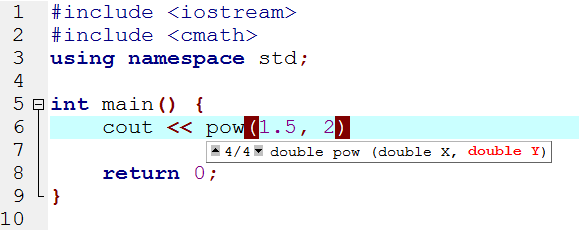 1 #include <iostream>
2 #include <cmath>
3 using namespace std;
4
5 int main() {
6 cout << pow(1.5, 2)
7 4/4 double pow (double X, double Y)
8 return 0;
9 }
10